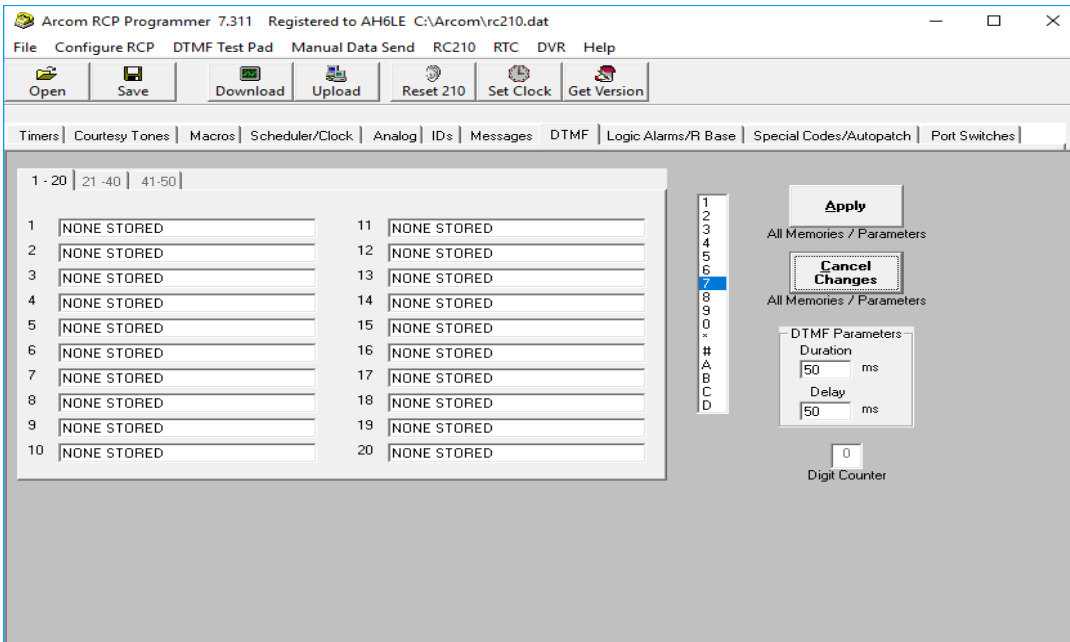 Arcom RCP Programmer 7.311 Registered to AH6LE C:\Arcom\rc210.dat
File Configure RCP DTMF Test Pad Manual Data Send RC210 RTC DVR Help
Open Save Download Upload Reset 210 Set Clock Get Version
Timers Courtesy Tones Macros Scheduler/Clock Analog IDs Messages DTMF Logic Alarms/R Base Special Codes/Autopatch Port Switches
1 - 20 21 -40 41-50
1 NONE STORED 11 NONE STORED
2 NONE STORED 12 NONE STORED
3 NONE STORED 13 NONE STORED
4 NONE STORED 14 NONE STORED
5 NONE STORED 15 NONE STORED
6 NONE STORED 16 NONE STORED
7 NONE STORED 17 NONE STORED
8 NONE STORED 18 NONE STORED
9 NONE STORED 19 NONE STORED
10 NONE STORED 20 NONE STORED
1
2
3
4
5
6
7
8
9
0
*
#
A
B
C
D
Apply
All Memories / Parameters
Cancel
Changes
All Memories / Parameters
DTMF Parameters
Duration
50 ms
Delay
50 ms
0
Digit Counter